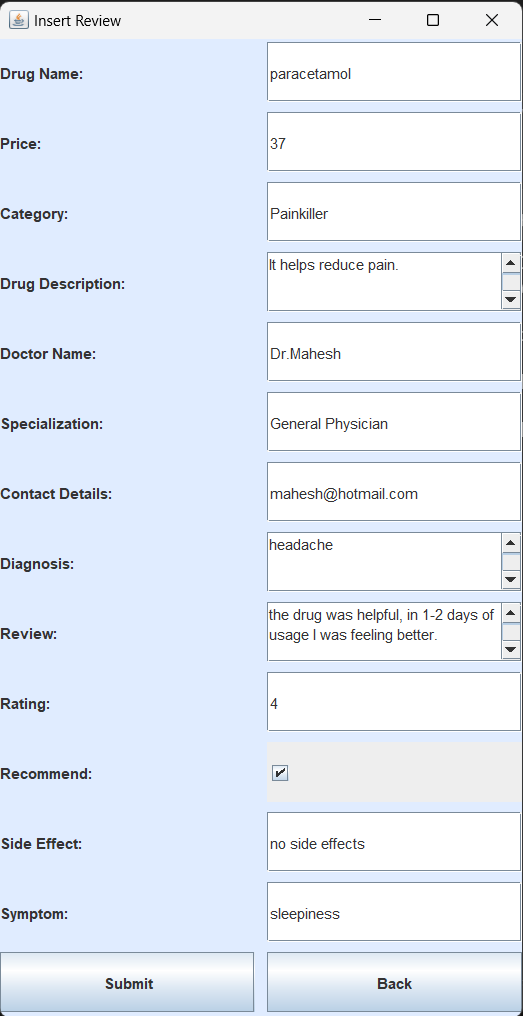 Insert Review
Drug Name: paracetamol
Price: 37
Category: Painkiller
Drug Description: It helps reduce pain.
Doctor Name: Dr.Mahesh
Specialization: General Physician
Contact Details: mahesh@hotmail.com
Diagnosis: headache
Review: the drug was helpful, in 1-2 days of
usage I was feeling better.
Rating: 4
Recommend:
Side Effect: no side effects
Symptom: sleepiness
Submit Back